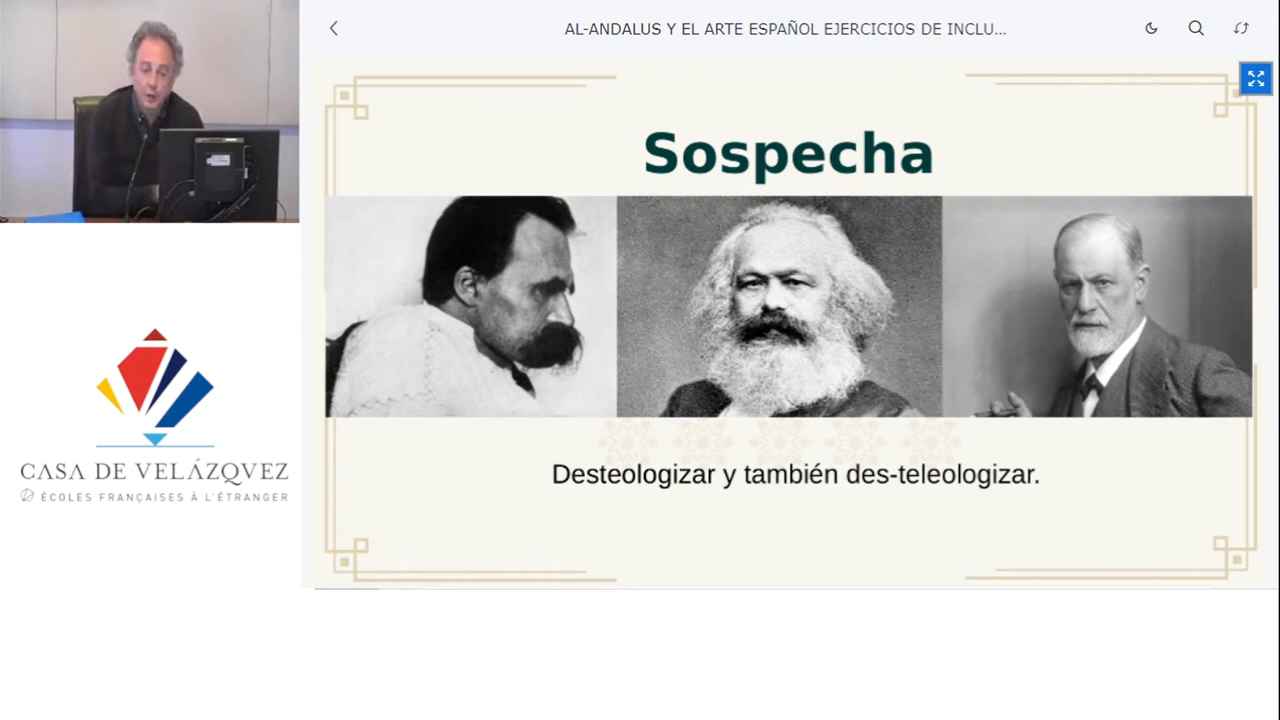 AL-ANDALUS Y EL ARTE ESPAÑOL EJERCICIOS DE INCLU...
Sospecha
Desteologizar y también des-teleologizar.
CASA DE VELÁZQVEZ
ÉCOLES FRANÇAISES À L'ÉTRANGER